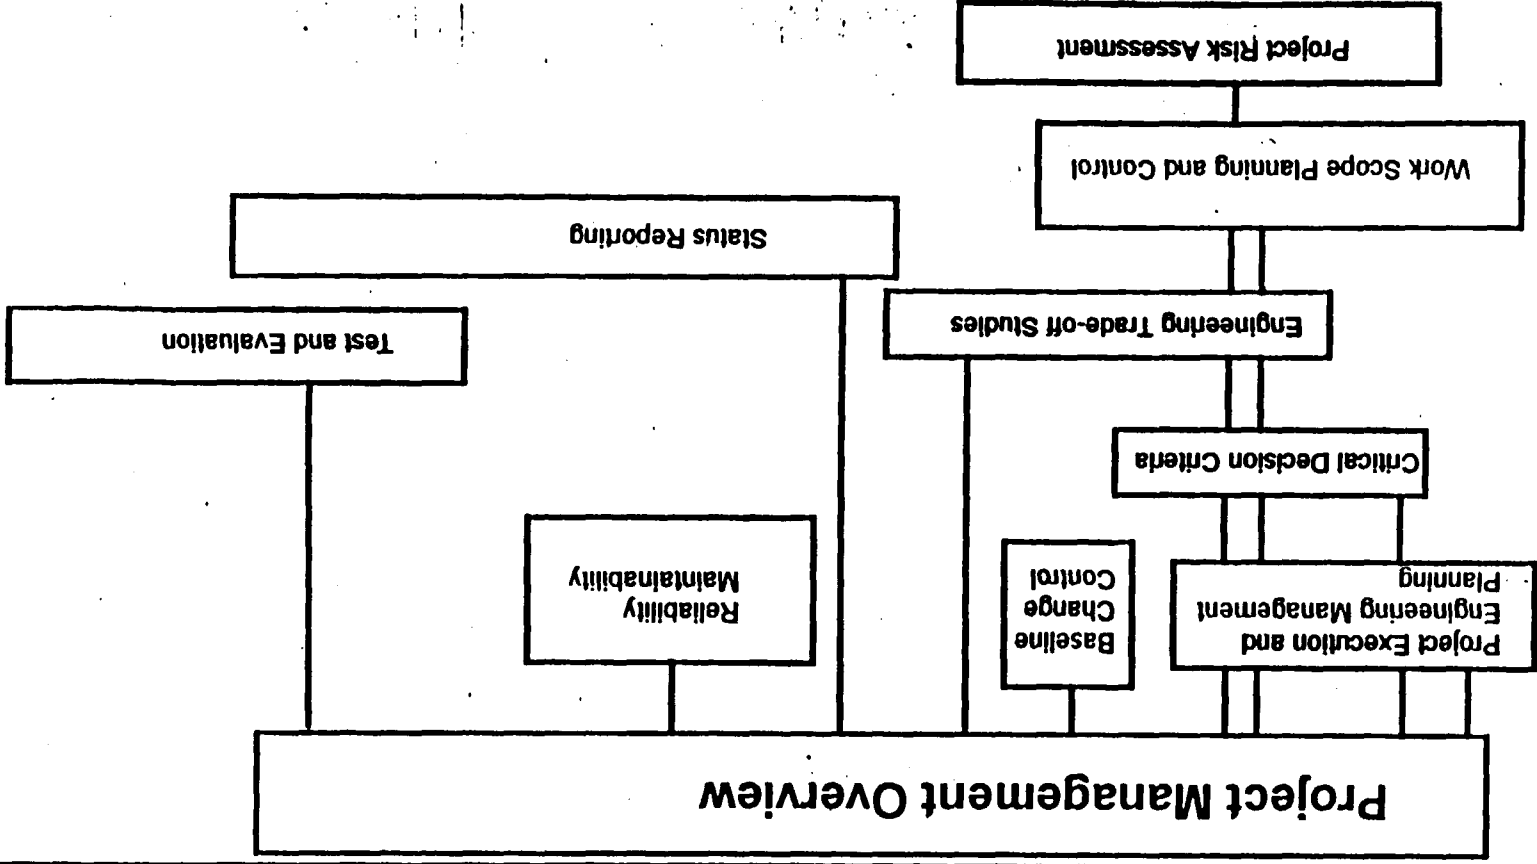 Project Management Overview
Project Execution and
Engineering Management
Planning
Baseline
Change
Control
Reliability
Maintainability
Critical Decision Criteria
Test and Evaluation
Engineering Trade-off Studies
Status Reporting
Work Scope Planning and Control
Project Risk Assessment